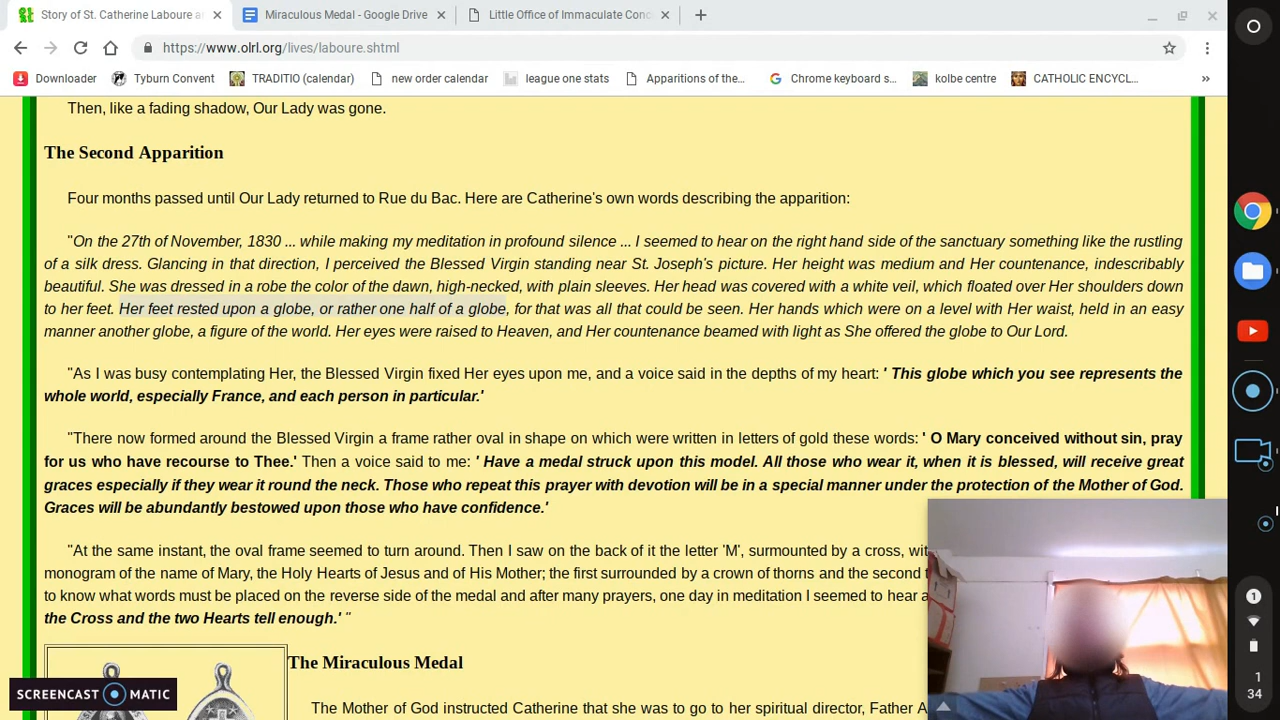 Story of St. Catherine Laboure ar
Miraculous Medal - Google Drive
Little Office of Immaculate Conc
https://www.olrl.org/lives/laboure.shtml
Downloader
Tyburn Convent
TRADITIO (calendar)
new order calendar
league one stats
Apparitions of the...
Chrome keyboard s...
kolbe centre
CATHOLIC ENCYCL...
»
Then, like a fading shadow, Our Lady was gone.
The Second Apparition
Four months passed until Our Lady returned to Rue du Bac. Here are Catherine's own words describing the apparition:
"On the 27th of November, 1830 ... while making my meditation in profound silence ... I seemed to hear on the right hand side of the sanctuary something like the rustling
of a silk dress. Glancing in that direction, I perceived the Blessed Virgin standing near St. Joseph's picture. Her height was medium and Her countenance, indescribably
beautiful. She was dressed in a robe the color of the dawn, high-necked, with plain sleeves. Her head was covered with a white veil, which floated over Her shoulders down
to her feet. Her feet rested upon a globe, or rather one half of a globe, for that was all that could be seen. Her hands which were on a level with Her waist, held in an easy
manner another globe, a figure of the world. Her eyes were raised to Heaven, and Her countenance beamed with light as She offered the globe to Our Lord.
"As I was busy contemplating Her, the Blessed Virgin fixed Her eyes upon me, and a voice said in the depths of my heart: ' This globe which you see represents the
whole world, especially France, and each person in particular.'
"There now formed around the Blessed Virgin a frame rather oval in shape on which were written in letters of gold these words: ' O Mary conceived without sin, pray
for us who have recourse to Thee.' Then a voice said to me: ' Have a medal struck upon this model. All those who wear it, when it is blessed, will receive great
graces especially if they wear it round the neck. Those who repeat this prayer with devotion will be in a special manner under the protection of the Mother of God.
Graces will be abundantly bestowed upon those who have confidence.'
"At the same instant, the oval frame seemed to turn around. Then I saw on the back of it the letter 'M', surmounted by a cross, wit
monogram of the name of Mary, the Holy Hearts of Jesus and of His Mother; the first surrounded by a crown of thorns and the second t
to know what words must be placed on the reverse side of the medal and after many prayers, one day in meditation I seemed to hear a
the Cross and the two Hearts tell enough.' "
The Miraculous Medal
The Mother of God instructed Catherine that she was to go to her spiritual director, Father A
SCREENCAST MATIC
1
1
34